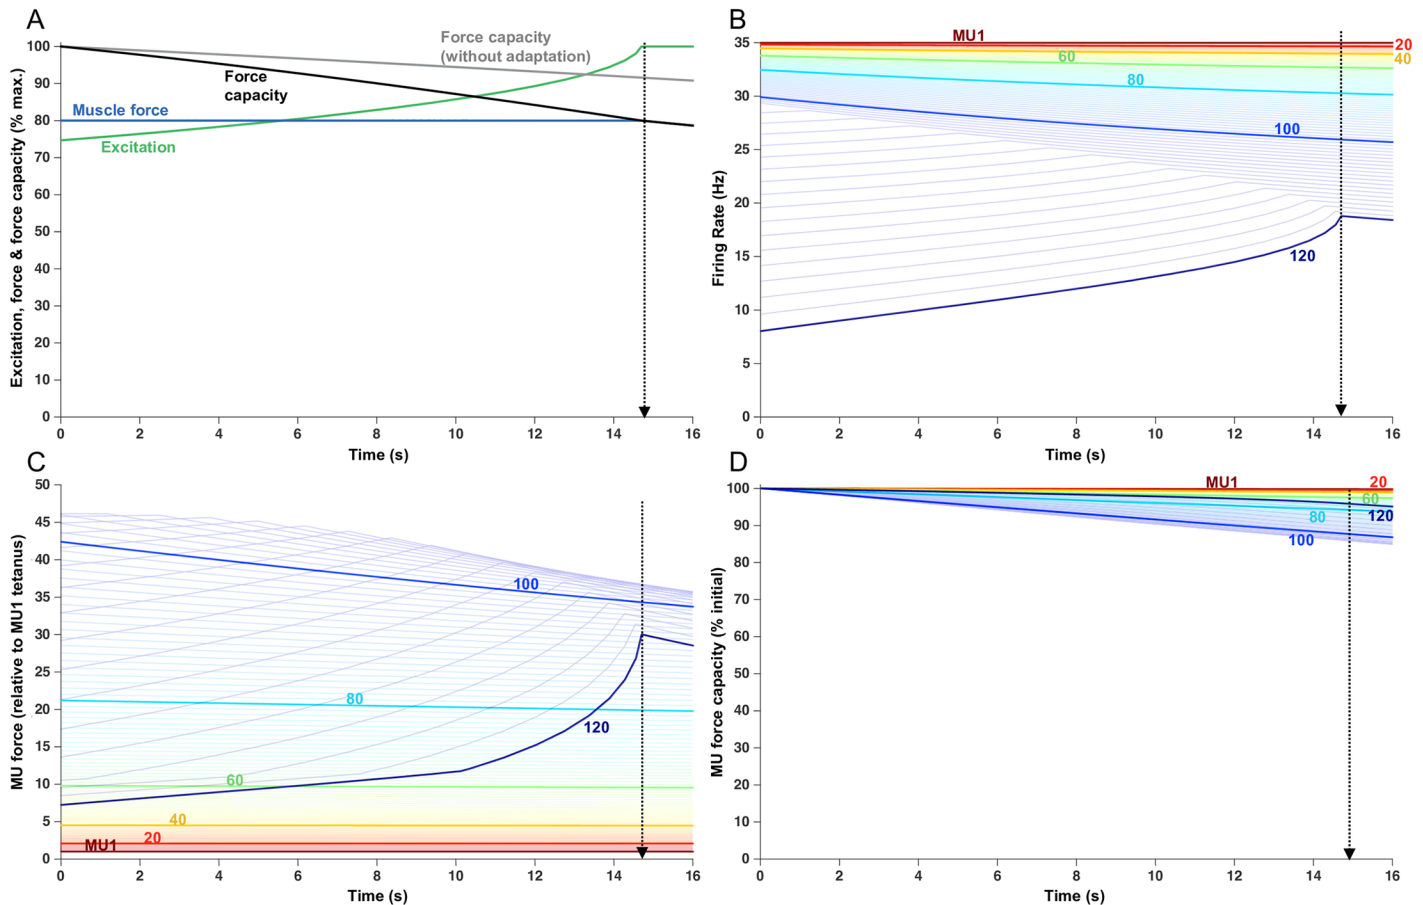 A
Excitation, force & force capacity (% max.)
100
90
80
70
60
50
40
30
20
10
0
Force capacity
(without adaptation)
Force
capacity
Muscle force
Excitation
0 2 4 6 8 10 12 14 16
Time (s)
B
Firing Rate (Hz)
35
30
25
20
15
10
5
0
MU1
20
40
60
80
100
120
0 2 4 6 8 10 12 14 16
Time (s)
C
MU force (relative to MU1 tetanus)
50
45
40
35
30
25
20
15
10
5
0
100
80
120
60
40
20
MU1
0 2 4 6 8 10 12 14 16
Time (s)
D
MU force capacity (% initial)
100
90
80
70
60
50
40
30
20
10
0
MU1
20
60
80
120
100
0 2 4 6 8 10 12 14 16
Time (s)